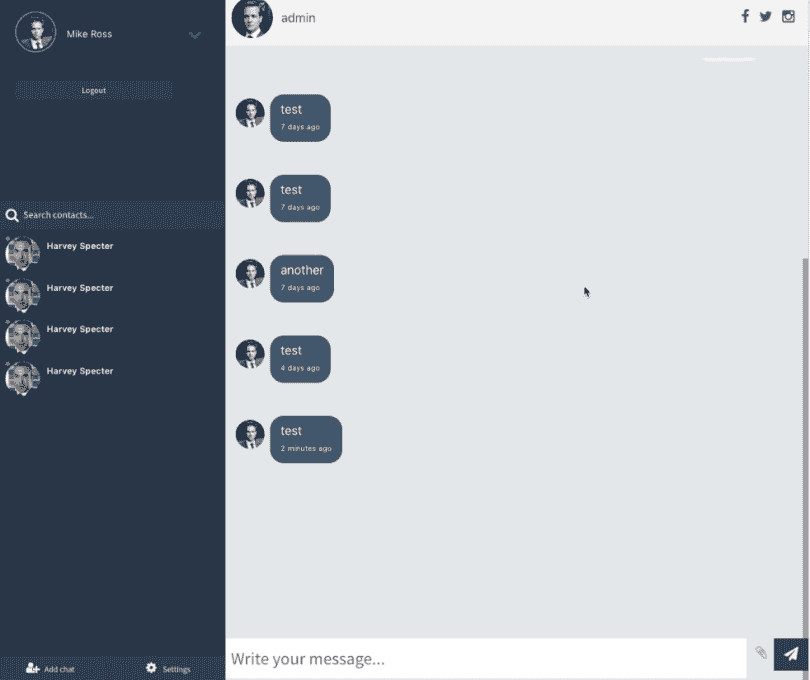 Mike Ross
Logout
Search contacts...
Harvey Specter
Harvey Specter
Harvey Specter
Harvey Specter
Add chat
Settings
admin
test
7 days ago
test
7 days ago
another
7 days ago
test
4 days ago
test
2 minutes ago
Write your message...